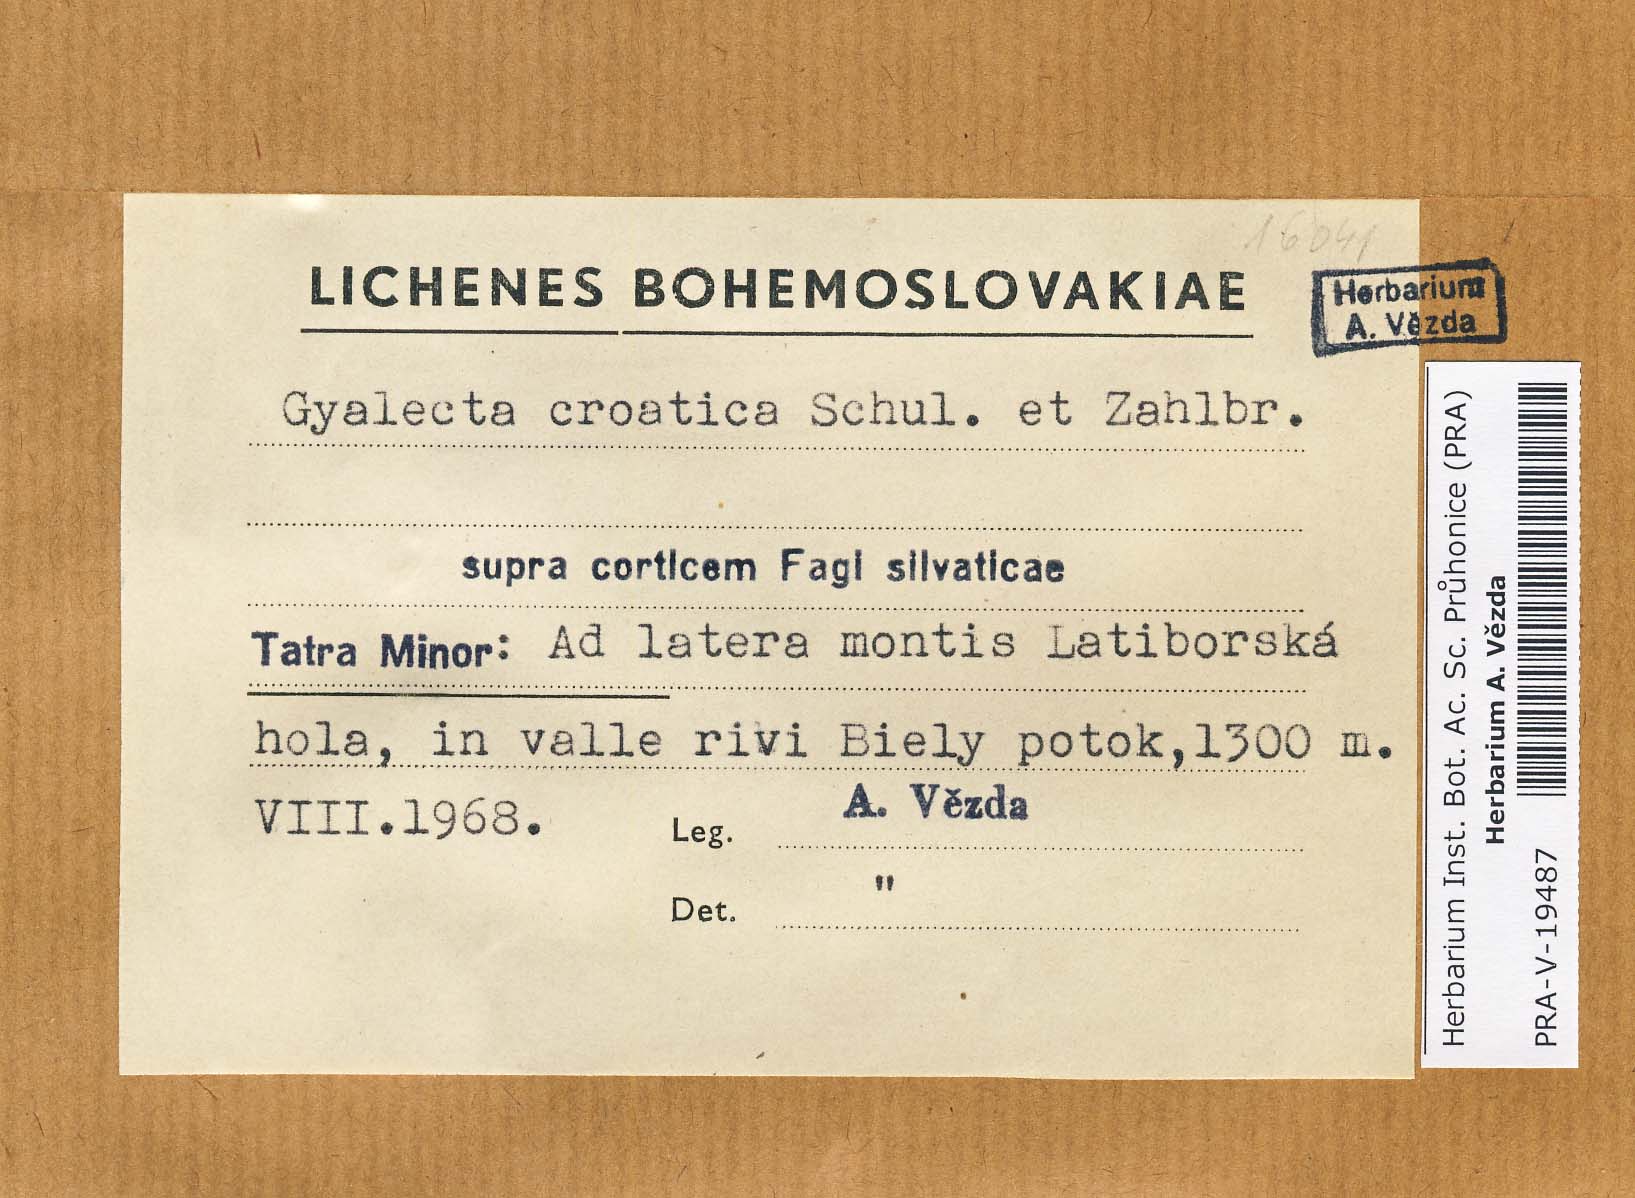 16041
LICHENES BOHEMOSLOVAKIAE
Herbarium
A. Vězda
Gyalecta croatica Schul. et Zahlbr.
supra corticem Fagi silvaticae
Tatra Minor: Ad latera montis Latiborská
hola, in valle rivi Biely potok,1300 m.
VIII.1968.
Leg. A. Vězda
Det. "
Herbarium Inst. Bot. Ac. Sc. Průhonice (PRA)
Herbarium A. Vězda
PRA-V-19487